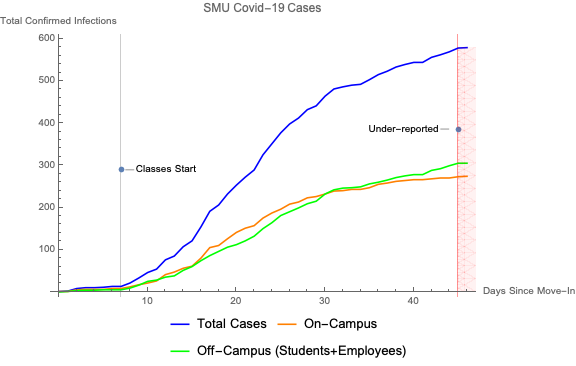 SMU Covid-19 Cases
Total Confirmed Infections
600
500
400
300
200
100
Under-reported
Classes Start
10
20
30
40
Days Since Move-In
Total Cases
On-Campus
Off-Campus (Students+Employees)